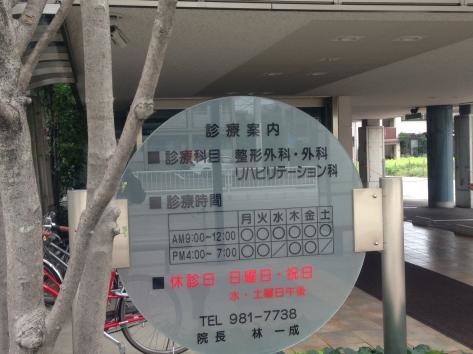 診療案内
■ 診療科目 整形外科・外科
リハビリテーション科
■ 診療時間
月 火 水 木 金 土
AM9:00~12:00 ○ ○ ○ ○ ○ ○
PM4:00~ 7:00 ○ ○ / ○ ○ /
■ 休診日 日曜日・祝日
水・土曜日午後
TEL 981-7738
院長 林 一成